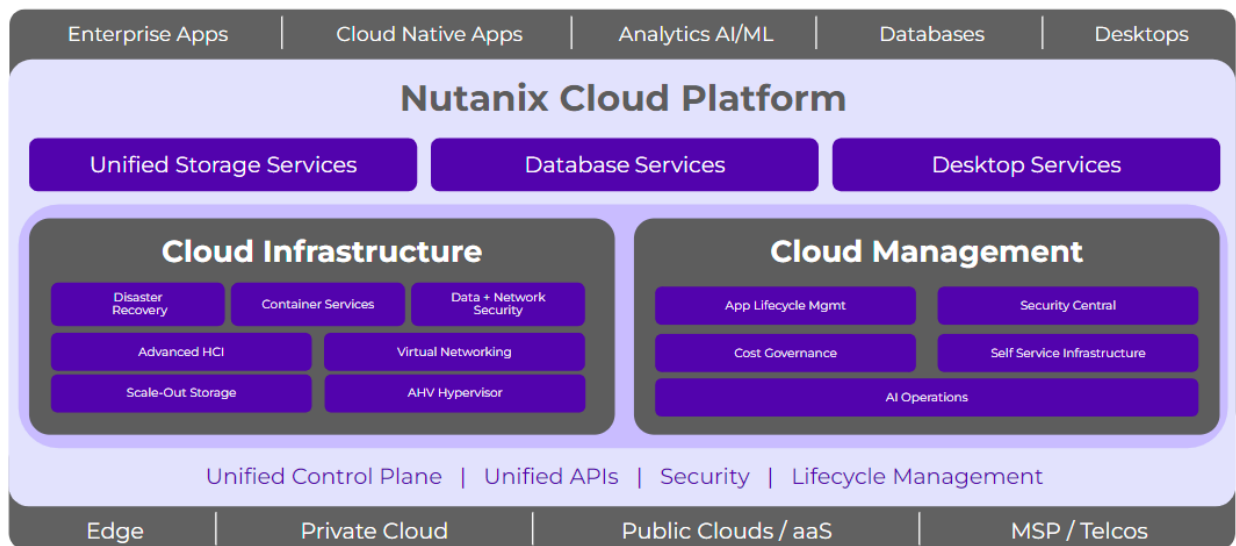 Enterprise Apps | Cloud Native Apps | Analytics AI/ML | Databases | Desktops
Nutanix Cloud Platform
Unified Storage Services
Database Services
Desktop Services
Cloud Infrastructure
Disaster
Recovery
Container Services
Data + Network
Security
Advanced HCI
Virtual Networking
Scale-Out Storage
AHV Hypervisor
Cloud Management
App Lifecycle Mgmt
Security Central
Cost Governance
Self Service Infrastructure
AI Operations
Unified Control Plane | Unified APIs | Security | Lifecycle Management
Edge | Private Cloud | Public Clouds / aaS | MSP / Telcos